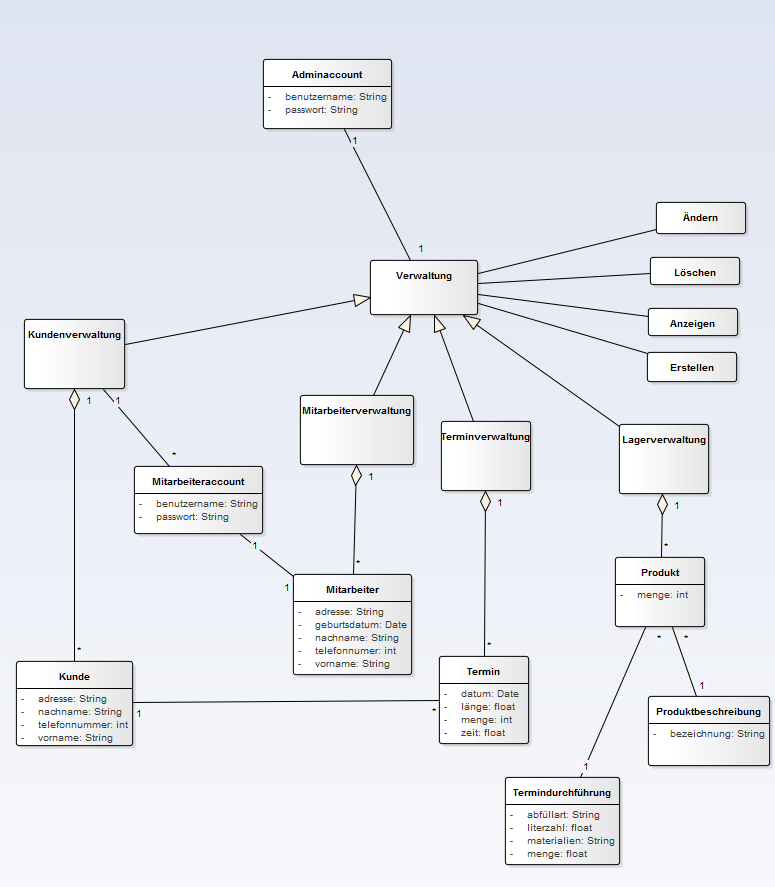 Adminaccount
- benutzername: String
- passwort: String
1
1
Ändern
Löschen
Anzeigen
Erstellen
Verwaltung
Kundenverwaltung
1
1
*
Mitarbeiterverwaltung
1
*
Terminverwaltung
1
*
Lagerverwaltung
1
*
Mitarbeiteraccount
- benutzername: String
- passwort: String
1
1
Mitarbeiter
- adresse: String
- geburtsdatum: Date
- nachname: String
- telefonnumer: int
- vorname: String
Produkt
- menge: int
*
*
1
1
*
Kunde
- adresse: String
- nachname: String
- telefonnummer: int
- vorname: String
1
*
Termin
- datum: Date
- länge: float
- menge: int
- zeit: float
Produktbeschreibung
- bezeichnung: String
Termindurchführung
- abfüllart: String
- literzahl: float
- materialien: String
- menge: float